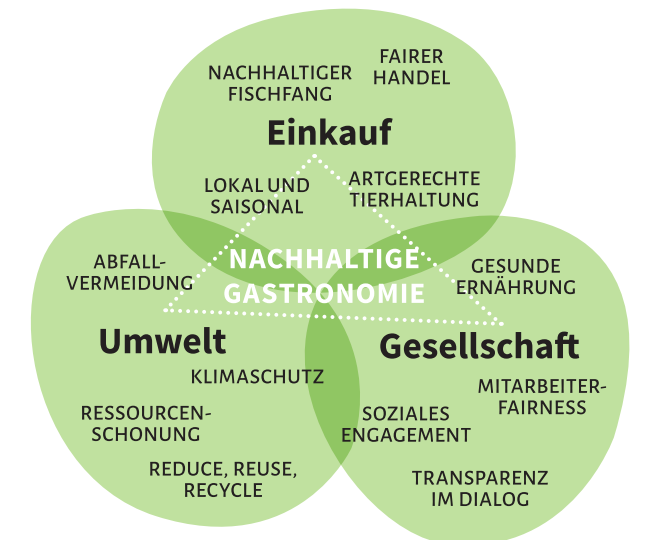 NACHHALTIGER
FISCHFANG
FAIRER
HANDEL
Einkauf
LOKAL UND
SAISONAL
ARTGERECHTE
TIERHALTUNG
NACHHALTIGE
GASTRONOMIE
ABFALL-
VERMEIDUNG
Umwelt
KLIMASCHUTZ
RESSOURCEN-
SCHONUNG
REDUCE, REUSE,
RECYCLE
GESUNDE
ERNÄHRUNG
Gesellschaft
MITARBEITER-
FAIRNESS
SOZIALES
ENGAGEMENT
TRANSPARENZ
IM DIALOG